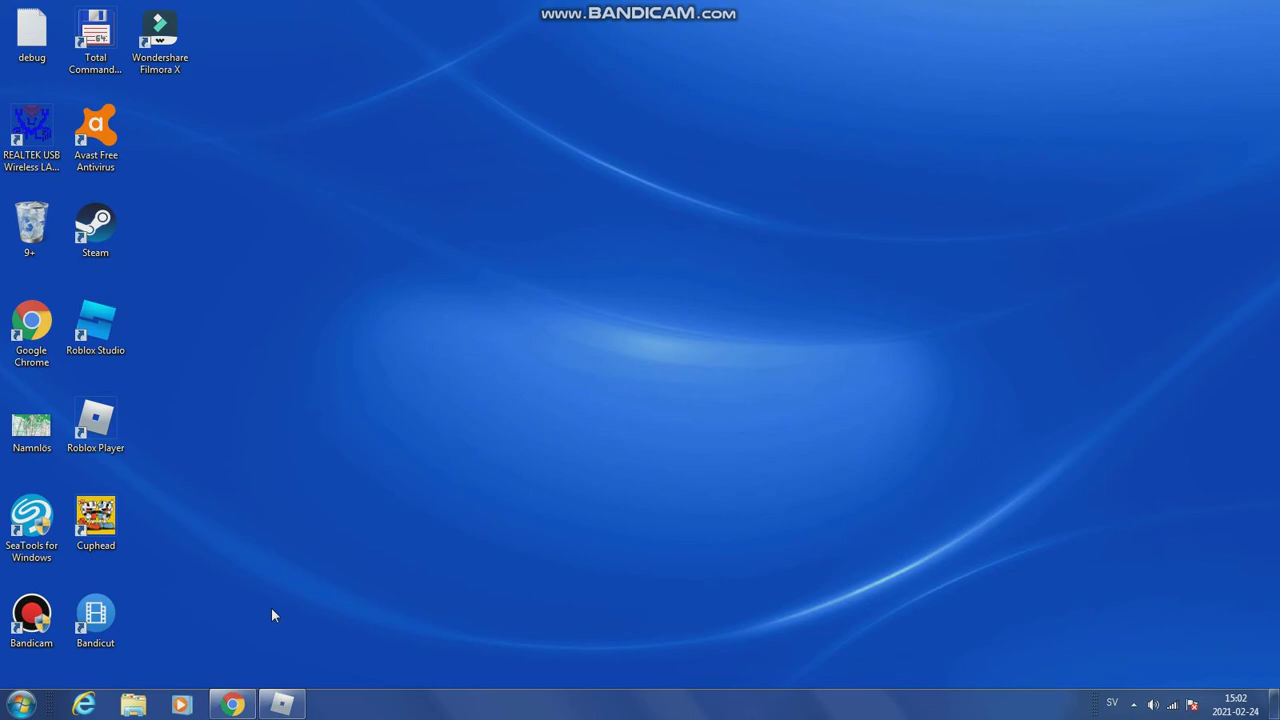 www.BANDICAM.com
debug
Total
Command...
Wondershare
Filmora X
REALTEK USB
Wireless LA...
Avast Free
Antivirus
9+
Steam
Google
Chrome
Roblox Studio
Namnlös
Roblox Player
SeaTools for
Windows
Cuphead
Bandicam
Bandicut
SV
15:02
2021-02-24